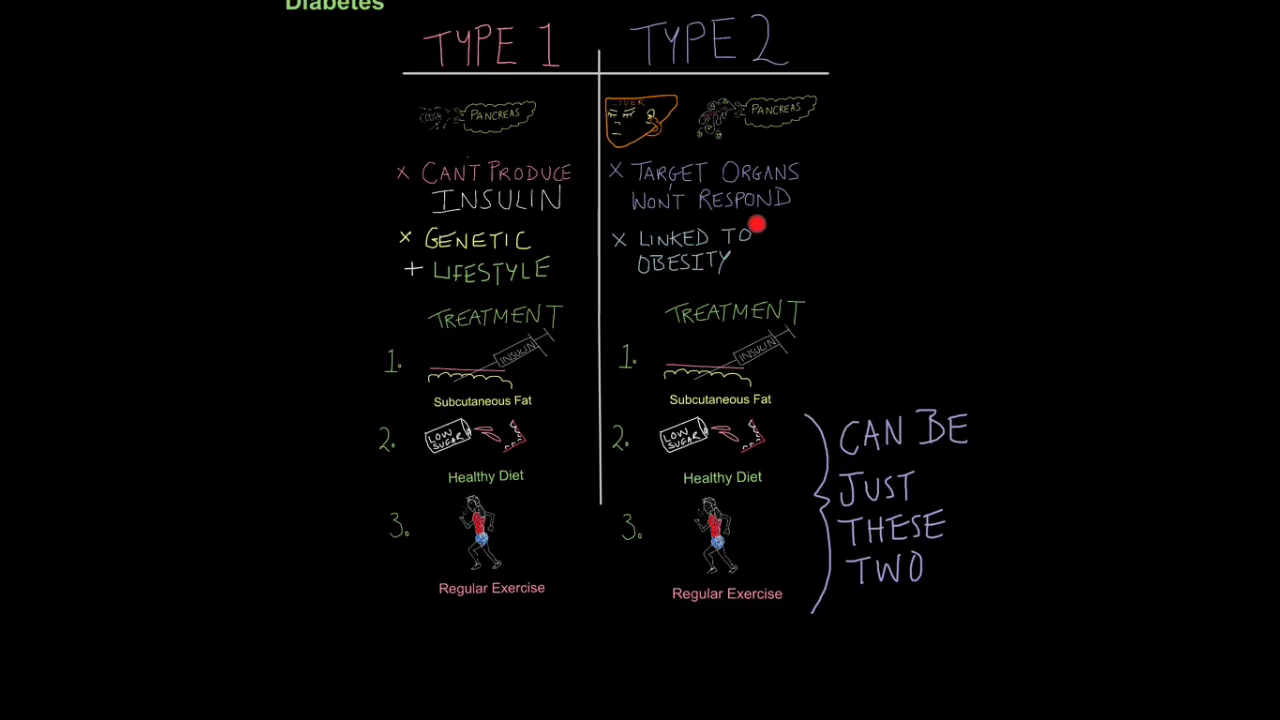 Diabetes
TYPE 1
TYPE 2
PANCREAS
LIVER
PANCREAS
x CAN'T PRODUCE
INSULIN
x GENETIC
+ LIFESTYLE
x TARGET ORGANS
WON'T RESPOND
x LINKED TO
OBESITY
TREATMENT
1.
INSULIN
Subcutaneous Fat
2.
LOW
SUGAR
Healthy Diet
3.
Regular Exercise
TREATMENT
1.
INSULIN
Subcutaneous Fat
2.
LOW
SUGAR
Healthy Diet
3.
Regular Exercise
CAN BE
JUST
THESE
TWO